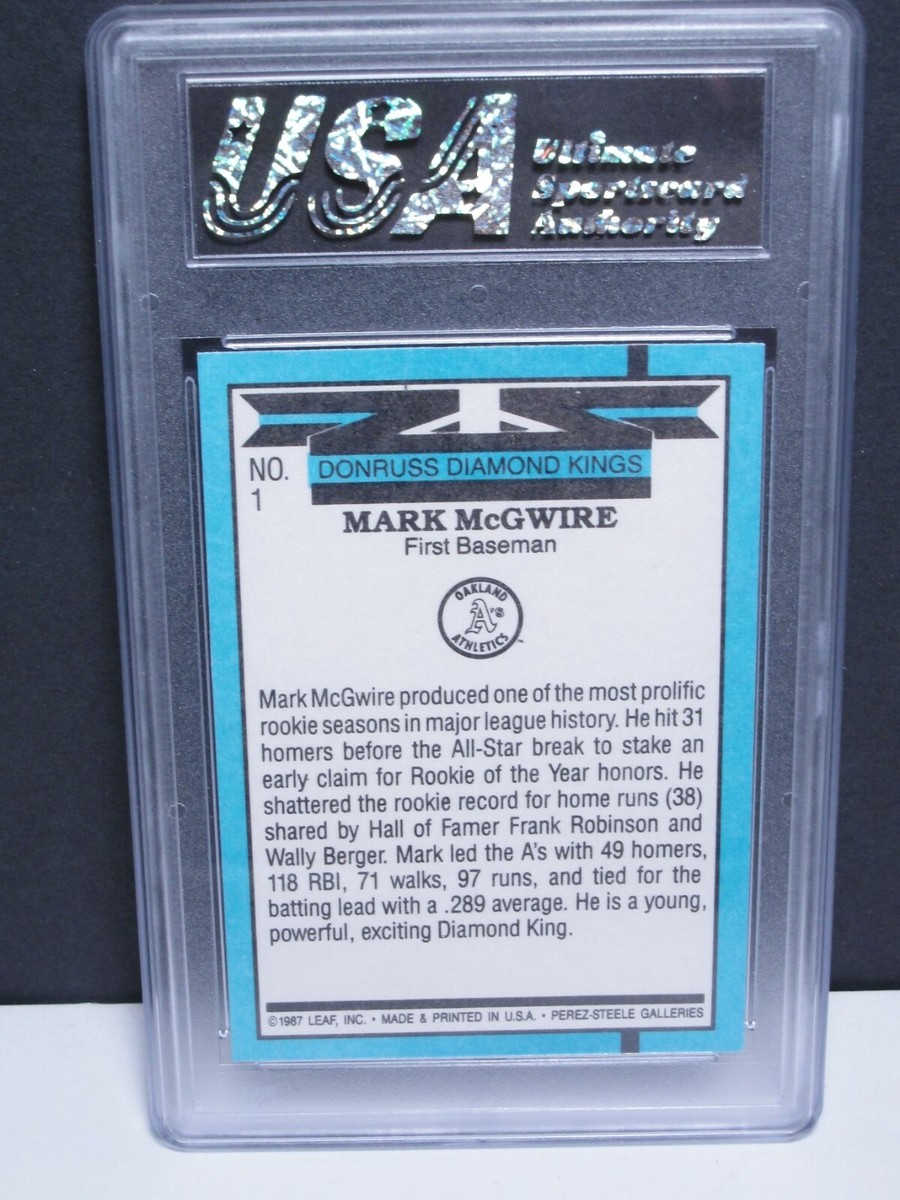 USA
Ultimate
Sportscard
Authority
NO.
1
DONRUSS DIAMOND KINGS
MARK McGWIRE
First Baseman
OAKLAND
A's
ATHLETICS
Mark McGwire produced one of the most prolific
rookie seasons in major league history. He hit 31
homers before the All-Star break to stake an
early claim for Rookie of the Year honors. He
shattered the rookie record for home runs (38)
shared by Hall of Famer Frank Robinson and
Wally Berger. Mark led the A's with 49 homers,
118 RBI, 71 walks, 97 runs, and tied for the
batting lead with a .289 average. He is a young,
powerful, exciting Diamond King.
©1987 LEAF, INC. • MADE & PRINTED IN U.S.A. • PEREZ-STEELE GALLERIES